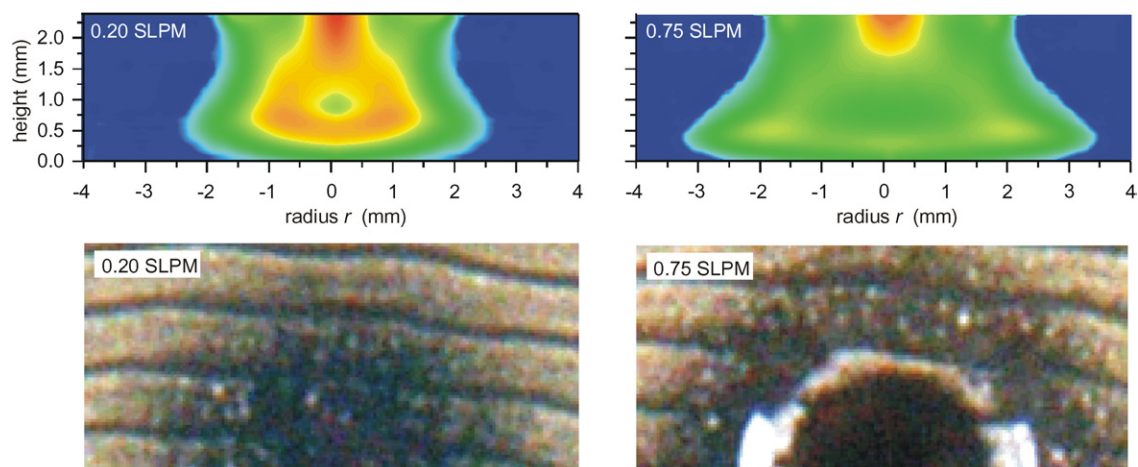 0.20 SLPM
0.75 SLPM
height (mm)
2.0
1.5
1.0
0.5
0.0
-4 -3 -2 -1 0 1 2 3 4
radius r (mm)
-4 -3 -2 -1 0 1 2 3 4
radius r (mm)
0.20 SLPM
0.75 SLPM